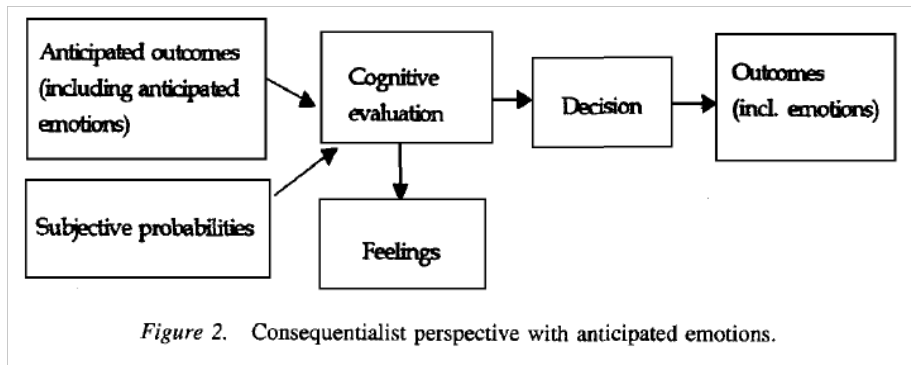 Anticipated outcomes
(including anticipated
emotions)
Subjective probabilities
Cognitive
evaluation
Feelings
Decision
Outcomes
(incl. emotions)
Figure 2. Consequentialist perspective with anticipated emotions.